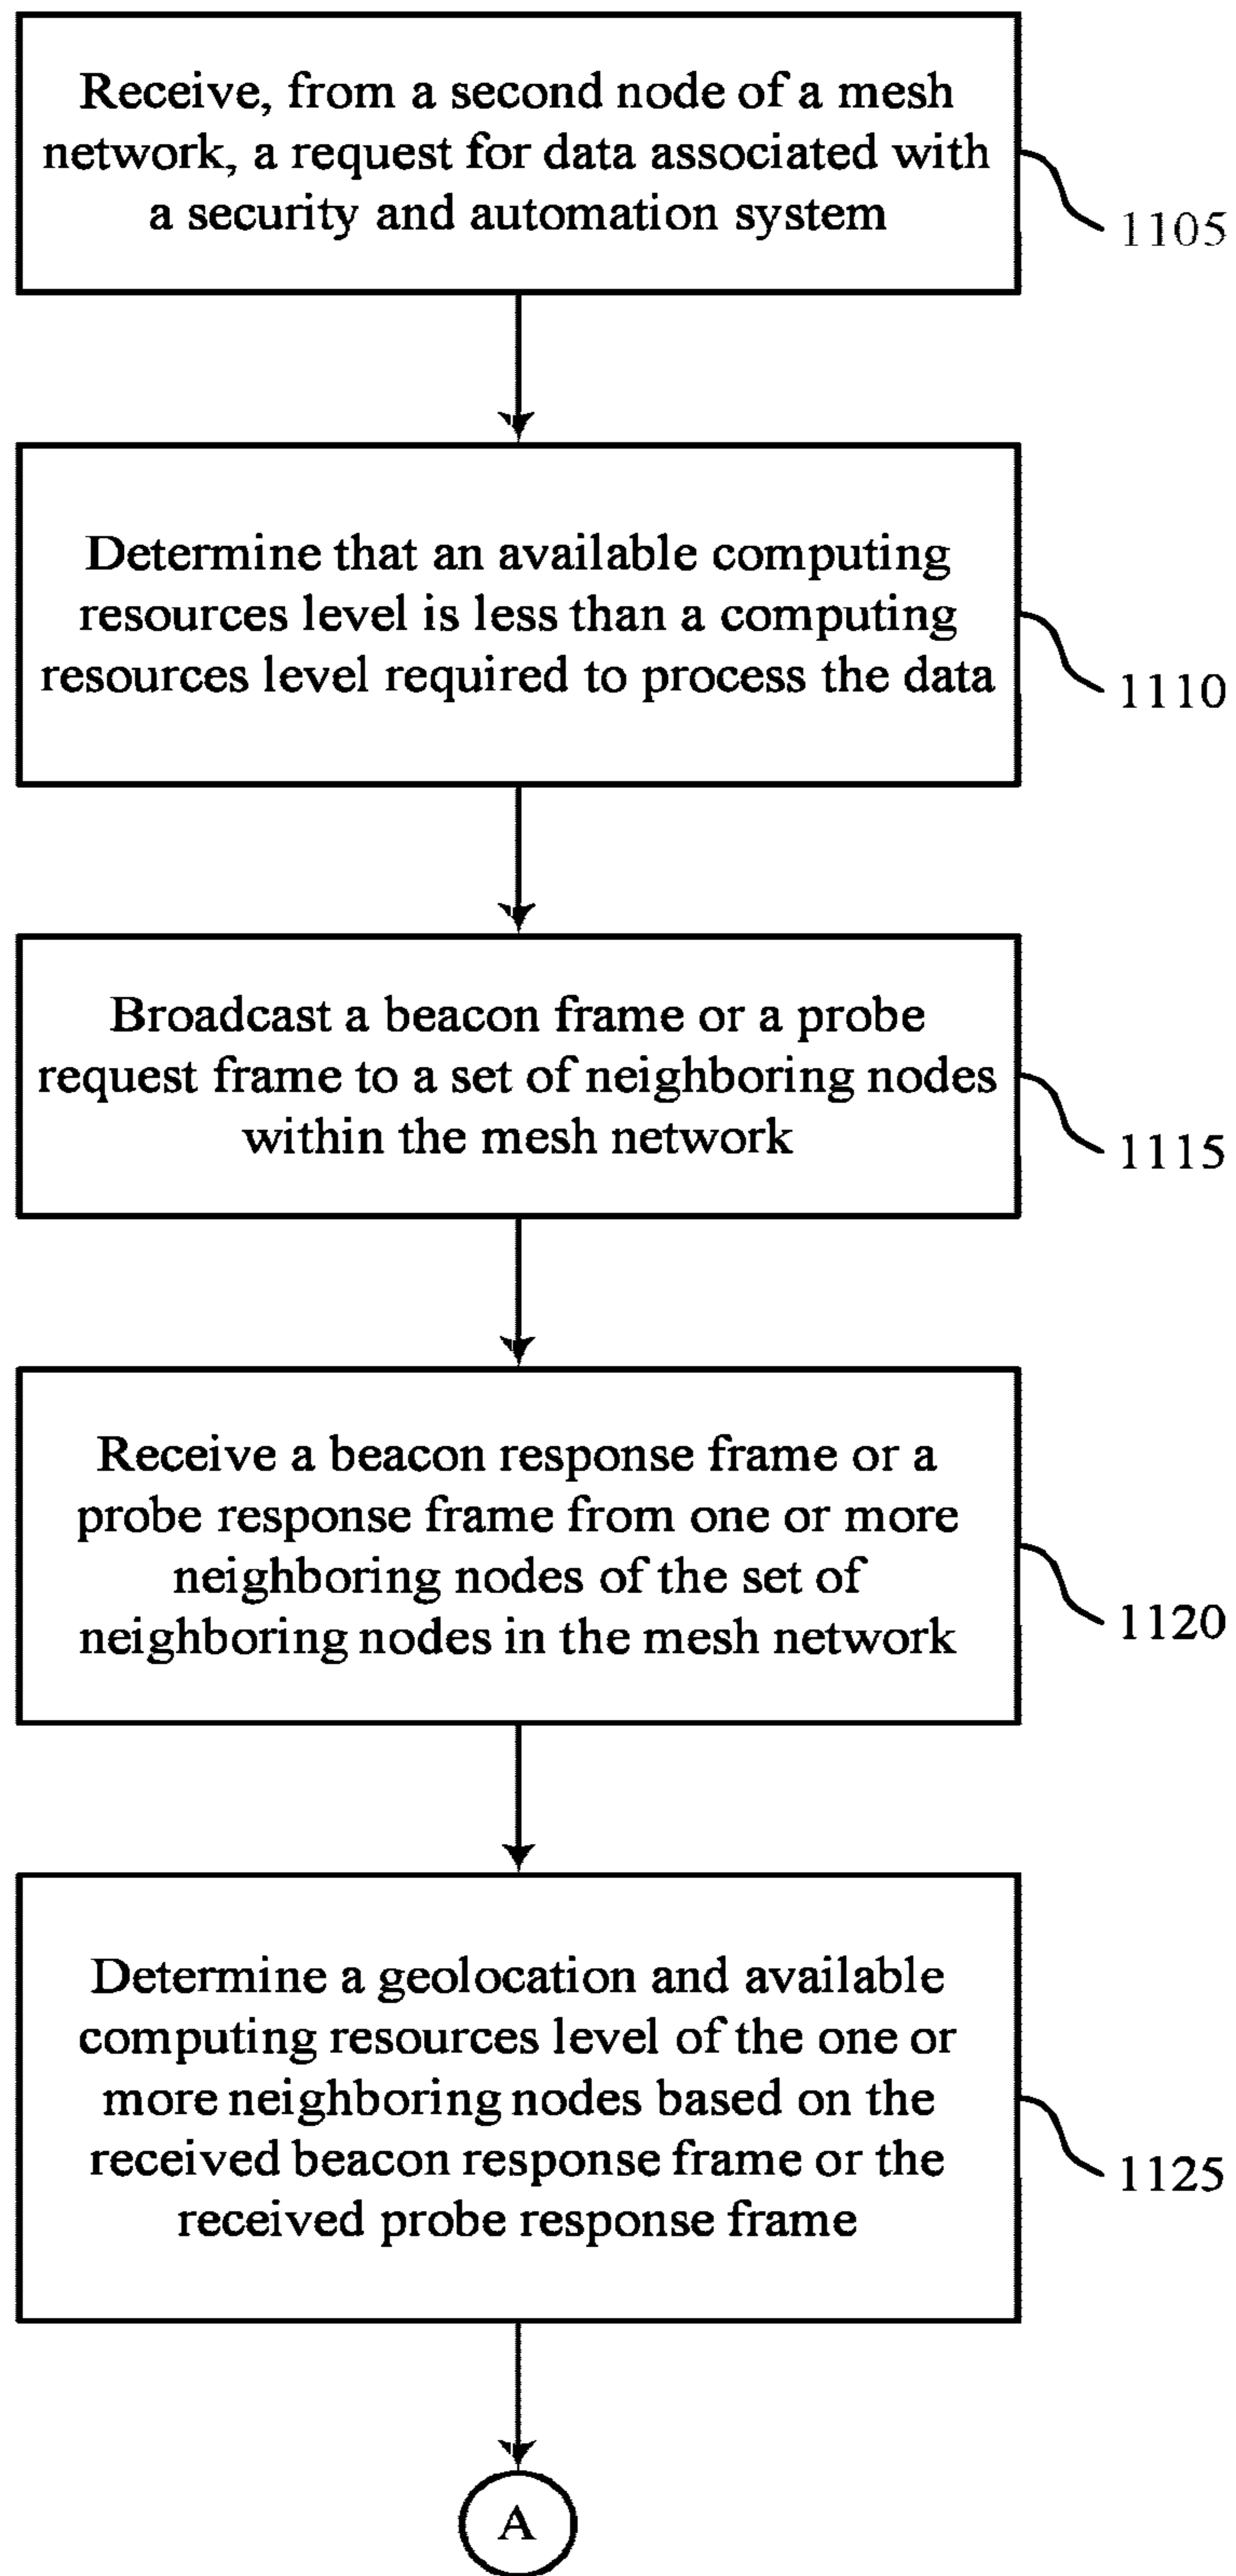 Receive, from a second node of a mesh
network, a request for data associated with
a security and automation system
1105
Determine that an available computing
resources level is less than a computing
resources level required to process the data
1110
Broadcast a beacon frame or a probe
request frame to a set of neighboring nodes
within the mesh network
1115
Receive a beacon response frame or a
probe response frame from one or more
neighboring nodes of the set of
neighboring nodes in the mesh network
1120
Determine a geolocation and available
computing resources level of the one or
more neighboring nodes based on the
received beacon response frame or the
received probe response frame
1125
A